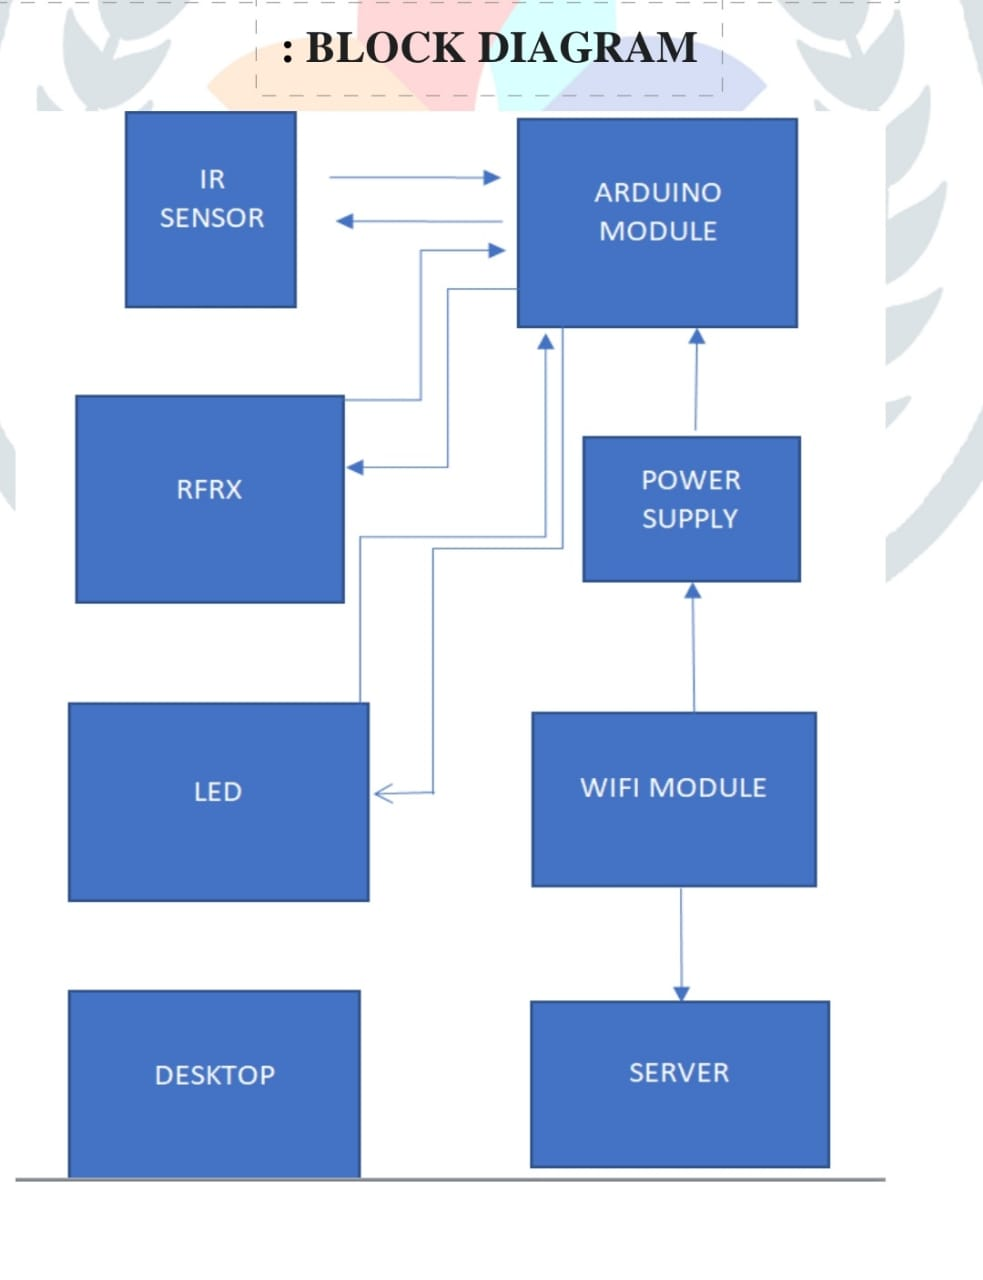 : BLOCK DIAGRAM
IR
SENSOR
ARDUINO
MODULE
RFRX
POWER
SUPPLY
LED
WIFI MODULE
DESKTOP
SERVER